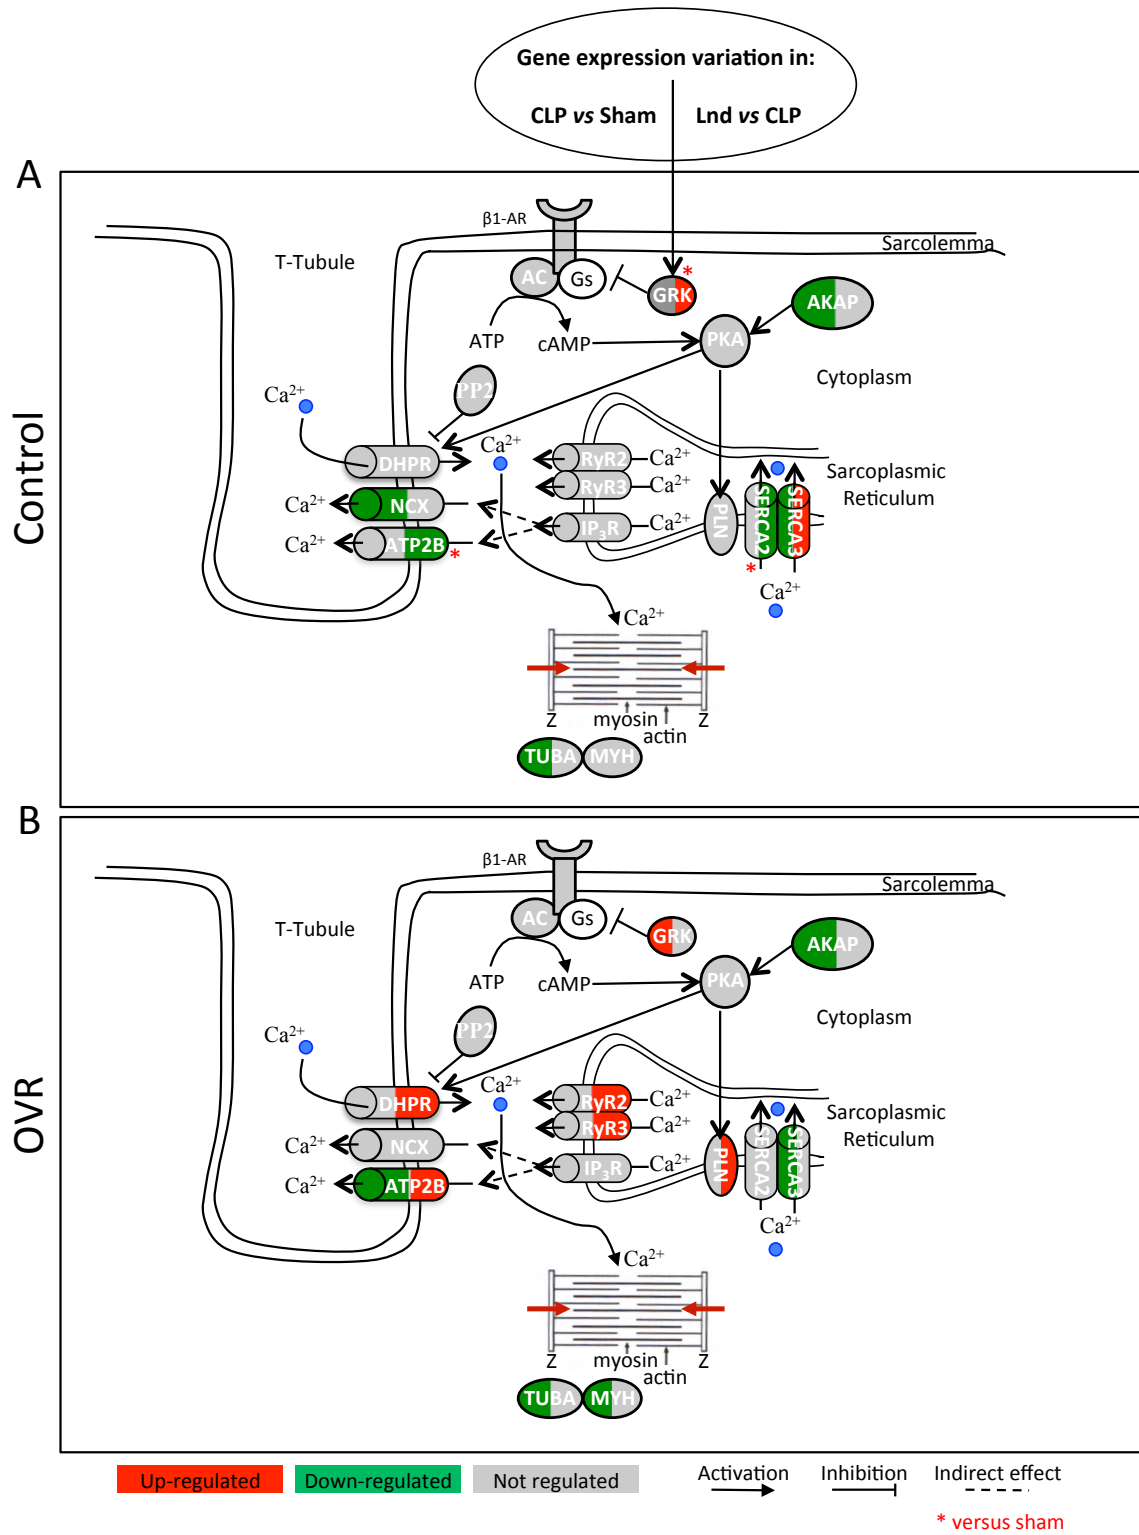 Gene expression variation in:
CLP vs Sham
Lnd vs CLP
A
Control
β1-AR
Sarcolemma
T-Tubule
AC
Gs
GRK
*
AKAP
ATP
cAMP
PKA
Cytoplasm
PP2
Ca2+
DHPR
Ca2+
RyR2
Ca2+
RyR3
Ca2+
NCX
Ca2+
ATP2B
*
IP3R
Ca2+
PLN
SERCA2
SERCA3
*
Sarcoplasmic
Reticulum
Ca2+
Ca2+
Z
myosin
Z
actin
TUBA
MYH
B
OVR
β1-AR
Sarcolemma
T-Tubule
AC
Gs
GRK
AKAP
ATP
cAMP
PKA
Cytoplasm
PP2
Ca2+
DHPR
Ca2+
RyR2
Ca2+
RyR3
Ca2+
NCX
Ca2+
ATP2B
IP3R
Ca2+
PLN
SERCA2
SERCA3
Sarcoplasmic
Reticulum
Ca2+
Ca2+
Z
myosin
Z
actin
TUBA
MYH
Up-regulated
Down-regulated
Not regulated
Activation
Inhibition
Indirect effect
* versus sham